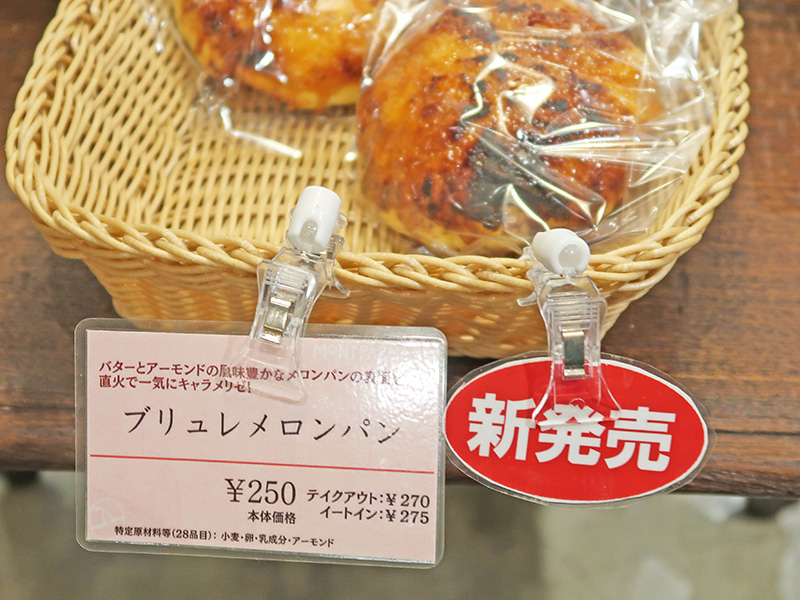 バターとアーモンドの風味豊かなメロンパンの表面を
直火で一気にキャラメリゼ!
ブリュレメロンパン
¥250 テイクアウト:¥270
本体価格 イートイン:¥275
特定原材料等(28品目):小麦・卵・乳成分・アーモンド
新発売